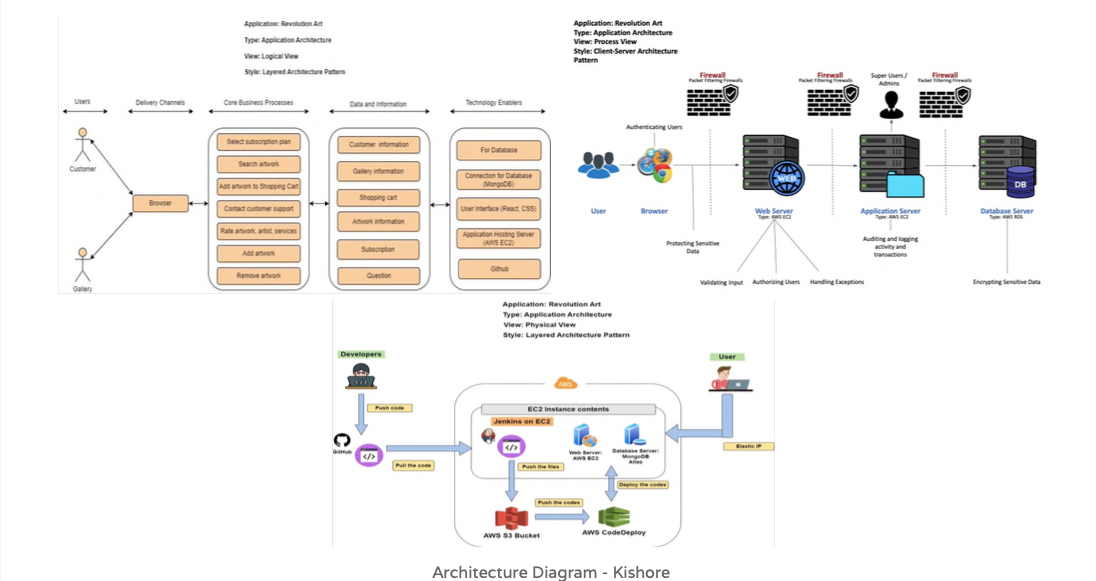 Application: Revolution Art
Type: Application Architecture
View: Logical View
Style: Layered Architecture Pattern
Users
Delivery Channels
Core Business Processes
Data and Information
Technology Enablers
Customer
Gallery
Browser
Select subscription plan
Search artwork
Add artwork to Shopping Cart
Contact customer support
Rate artwork, artist, services
Add artwork
Remove artwork
Customer information
Gallery information
Shopping cart
Artwork information
Subscription
Question
For Database
Connection for Database
(MongoDB)
User Interface (React, CSS)
Application Hosting Server
(AWS EC2)
Github
Application: Revolution Art
Type: Application Architecture
View: Process View
Style: Client-Server Architecture
Pattern
Firewall
Packet Filtering Firewalls
Firewall
Packet Filtering Firewalls
Super Users /
Admins
Firewall
Packet Filtering Firewalls
Authenticating Users
WEB
DB
User
Browser
Web Server
Type: AWS EC2
Application Server
Type: AWS EC2
Database Server
Type: AWS RDS
Protecting Sensitive
Data
Auditing and logging
activity and
transactions
Validating Input
Authorizing Users
Handling Exceptions
Encrypting Sensitive Data
Application: Revolution Art
Type: Application Architecture
View: Physical View
Style: Layered Architecture Pattern
Developers
User
AWS
Push code
EC2 Instance contents
Jenkins on EC2
GitHub
</>
Pull the code
</>
Web Server:
AWS EC2
Database Server:
MongoDB
Atlas
Elastic IP
Push the files
Deploy the codes
Push the codes
AWS S3 Bucket
AWS CodeDeploy
Architecture Diagram - Kishore